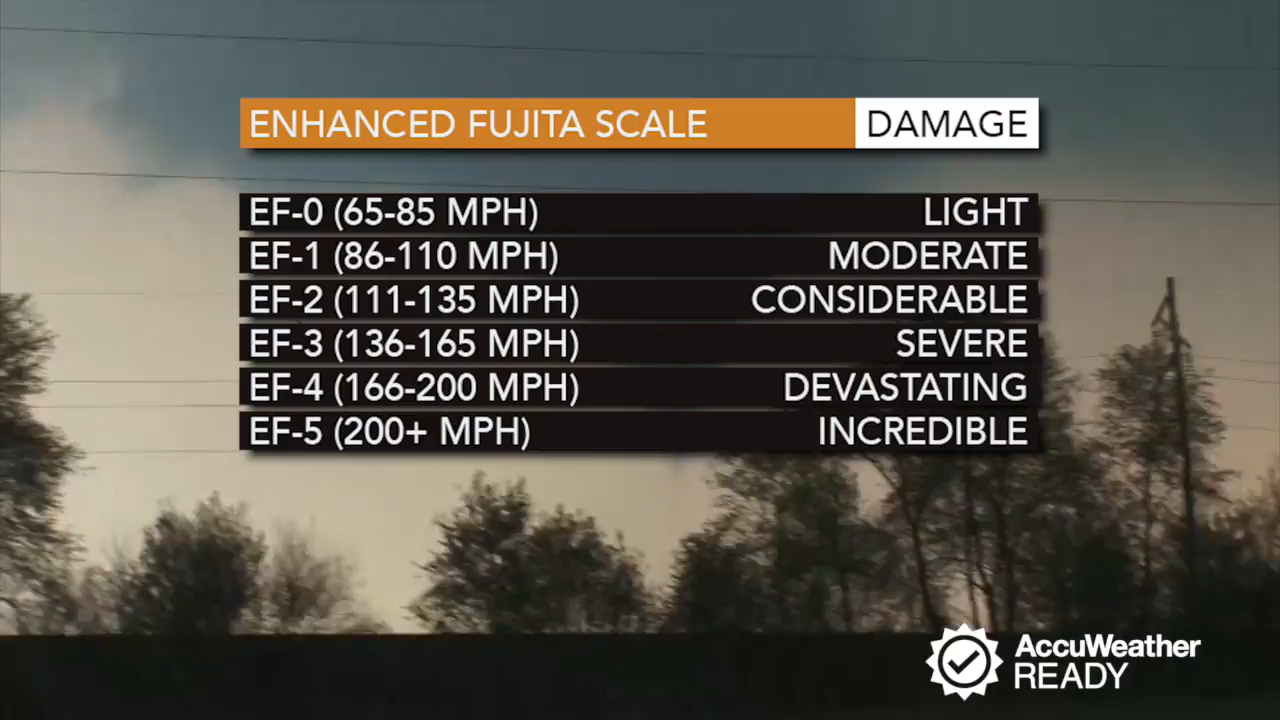 ENHANCED FUJITA SCALE DAMAGE
EF-0 (65-85 MPH) LIGHT
EF-1 (86-110 MPH) MODERATE
EF-2 (111-135 MPH) CONSIDERABLE
EF-3 (136-165 MPH) SEVERE
EF-4 (166-200 MPH) DEVASTATING
EF-5 (200+ MPH) INCREDIBLE
AccuWeather
READY